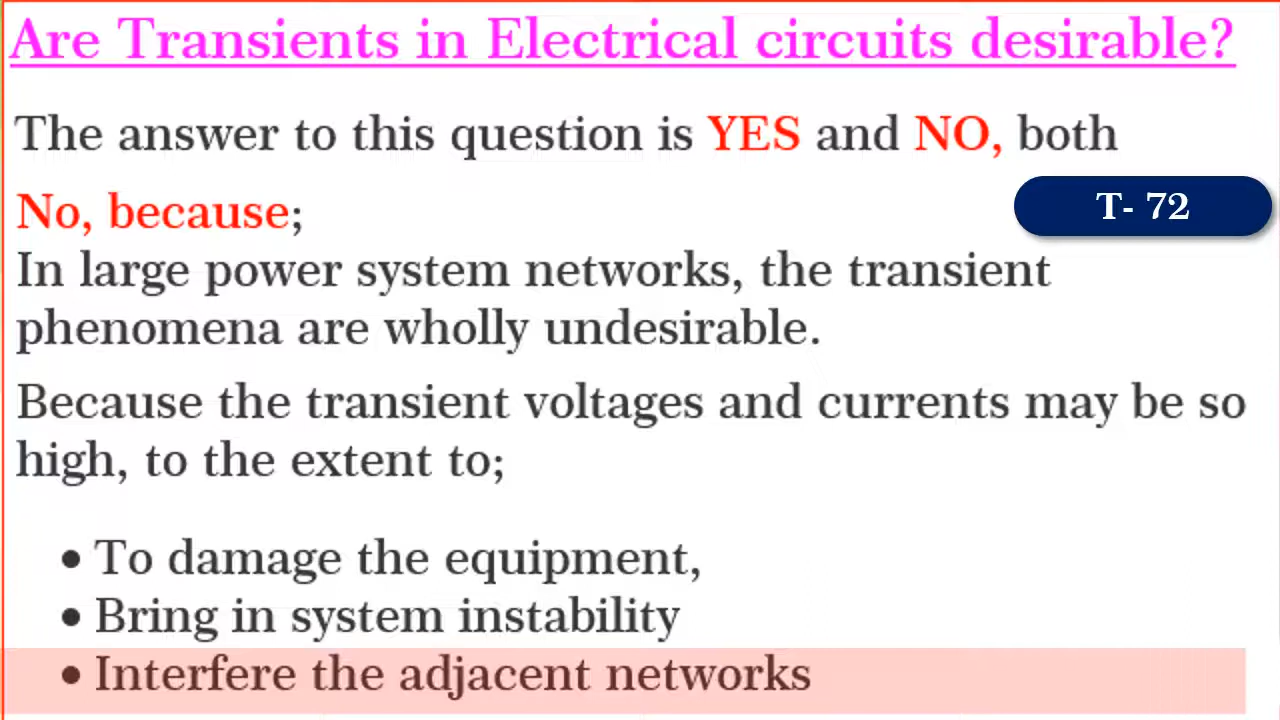 Are Transients in Electrical circuits desirable?
The answer to this question is YES and NO, both
No, because;
T- 72
In large power system networks, the transient
phenomena are wholly undesirable.
Because the transient voltages and currents may be so
high, to the extent to;
• To damage the equipment,
• Bring in system instability
• Interfere the adjacent networks